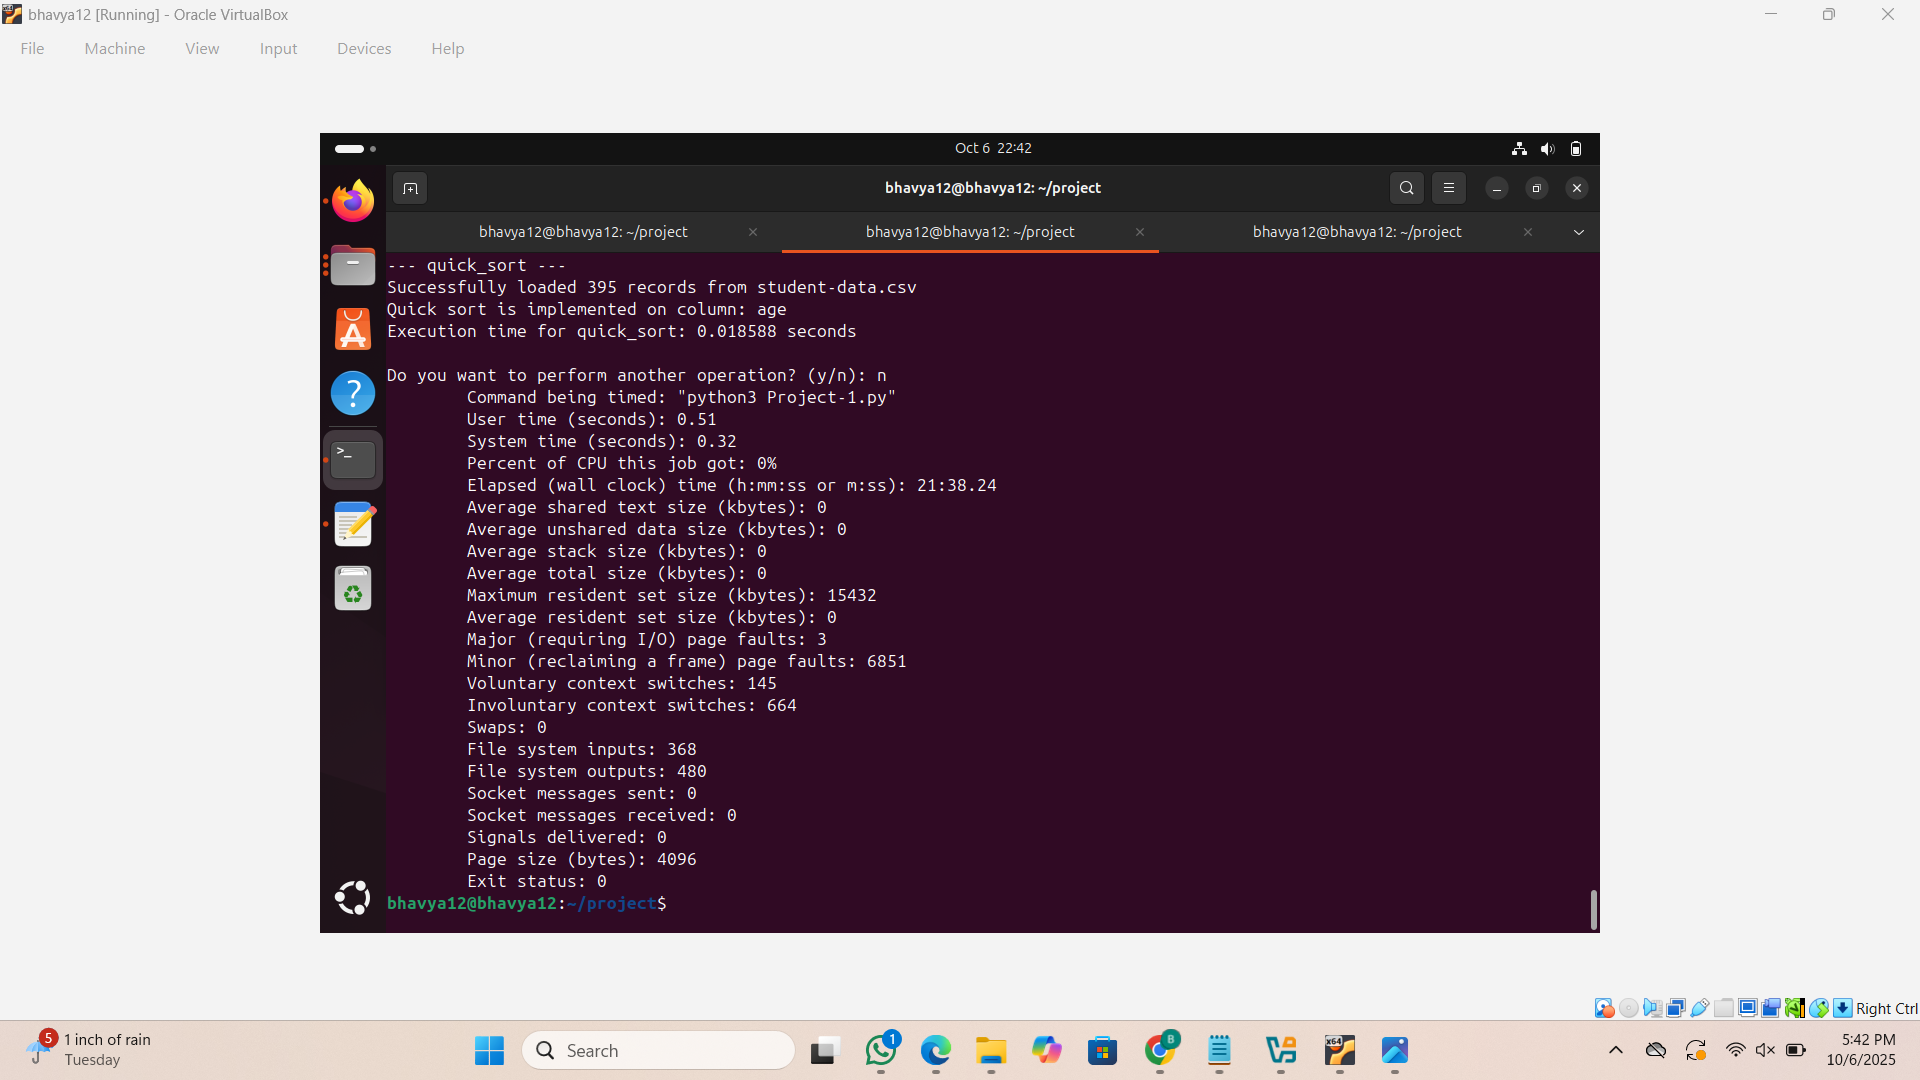 bhavya12 [Running] - Oracle VirtualBox
File Machine View Input Devices Help
Oct 6 22:42
bhavya12@bhavya12: ~/project
bhavya12@bhavya12: ~/project bhavya12@bhavya12: ~/project bhavya12@bhavya12: ~/project
--- quick_sort ---
Successfully loaded 395 records from student-data.csv
Quick sort is implemented on column: age
Execution time for quick_sort: 0.018588 seconds
Do you want to perform another operation? (y/n): n
Command being timed: "python3 Project-1.py"
User time (seconds): 0.51
System time (seconds): 0.32
Percent of CPU this job got: 0%
Elapsed (wall clock) time (h:mm:ss or m:ss): 21:38.24
Average shared text size (kbytes): 0
Average unshared data size (kbytes): 0
Average stack size (kbytes): 0
Average total size (kbytes): 0
Maximum resident set size (kbytes): 15432
Average resident set size (kbytes): 0
Major (requiring I/O) page faults: 3
Minor (reclaiming a frame) page faults: 6851
Voluntary context switches: 145
Involuntary context switches: 664
Swaps: 0
File system inputs: 368
File system outputs: 480
Socket messages sent: 0
Socket messages received: 0
Signals delivered: 0
Page size (bytes): 4096
Exit status: 0
bhavya12@bhavya12:~/project$
Right Ctrl
5 1 inch of rain
Tuesday
Search
1
B
x64
5:42 PM
10/6/2025